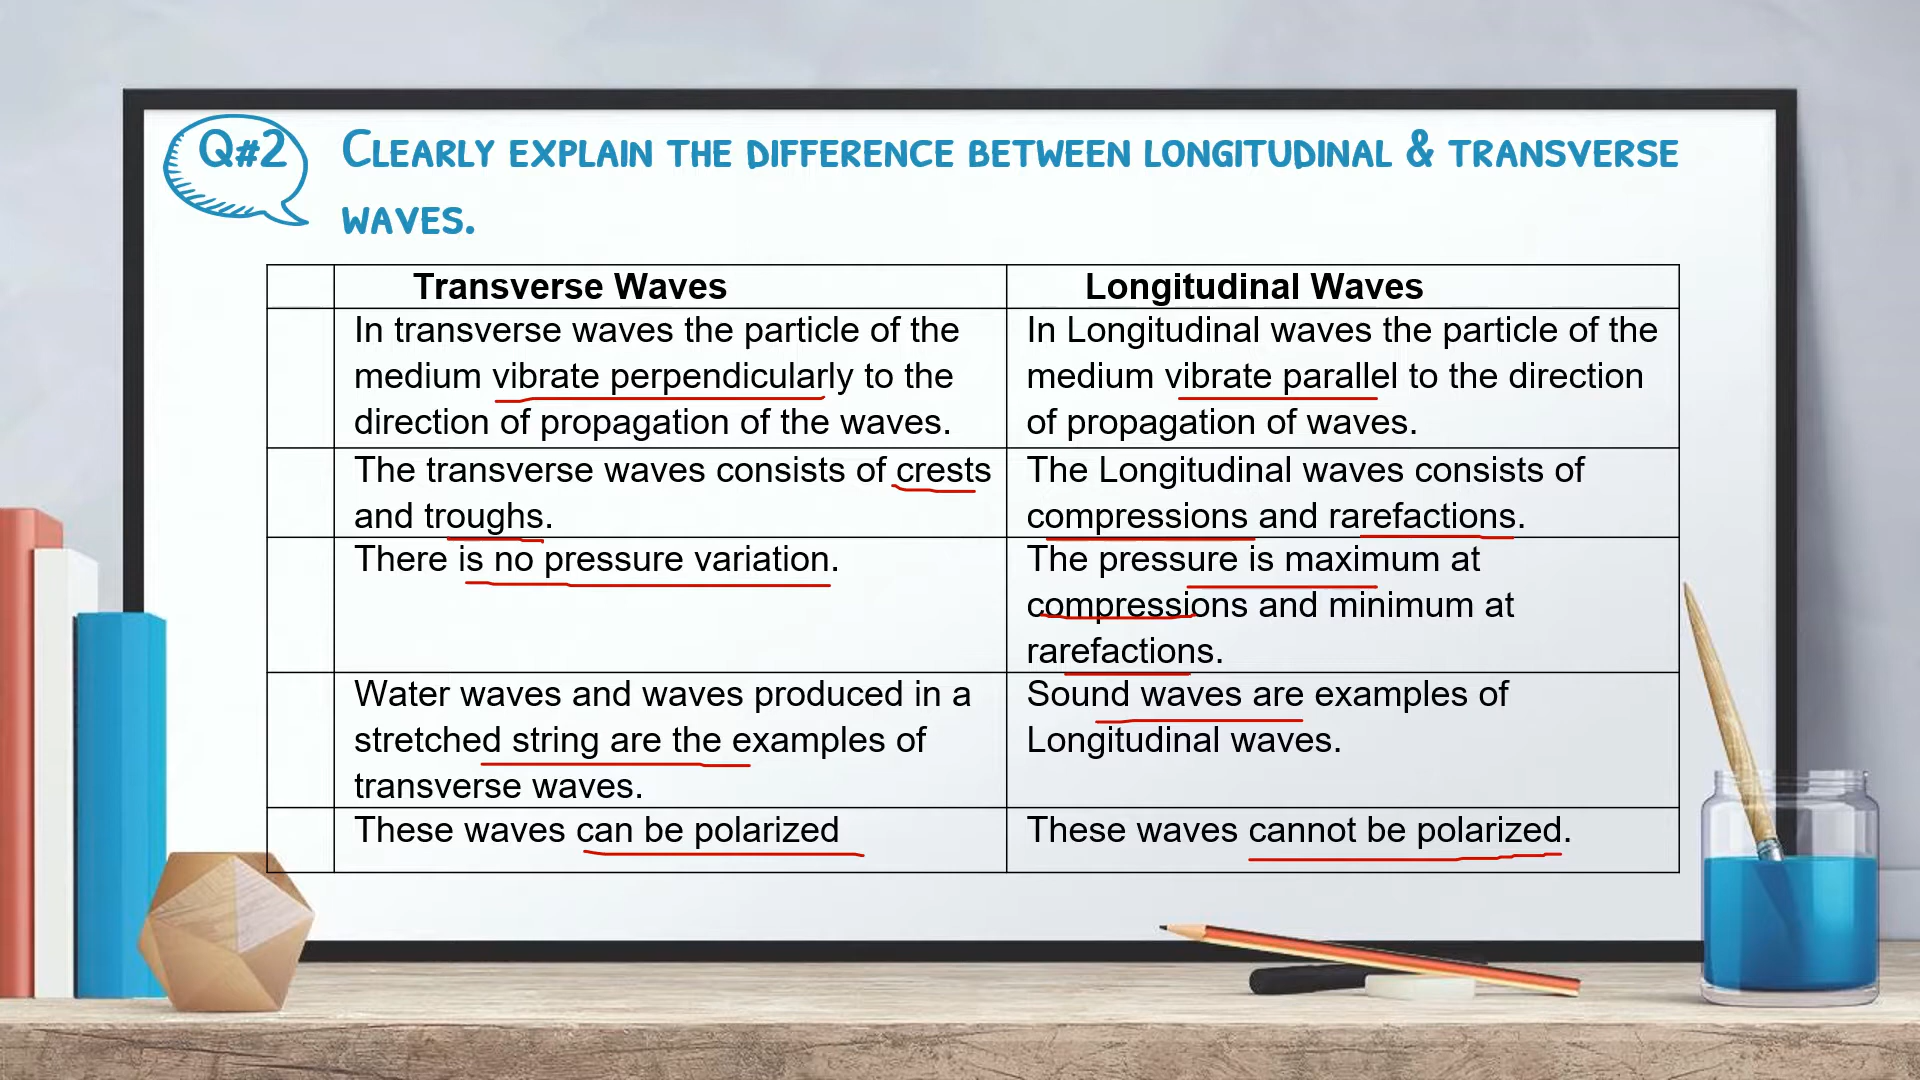 Q#2
CLEARLY EXPLAIN THE DIFFERENCE BETWEEN LONGITUDINAL & TRANSVERSE
WAVES.
Transverse Waves
Longitudinal Waves
In transverse waves the particle of the
medium vibrate perpendicularly to the
direction of propagation of the waves.
In Longitudinal waves the particle of the
medium vibrate parallel to the direction
of propagation of waves.
The transverse waves consists of crests
and troughs.
The Longitudinal waves consists of
compressions and rarefactions.
There is no pressure variation.
The pressure is maximum at
compressions and minimum at
rarefactions.
Water waves and waves produced in a
stretched string are the examples of
transverse waves.
Sound waves are examples of
Longitudinal waves.
These waves can be polarized
These waves cannot be polarized.